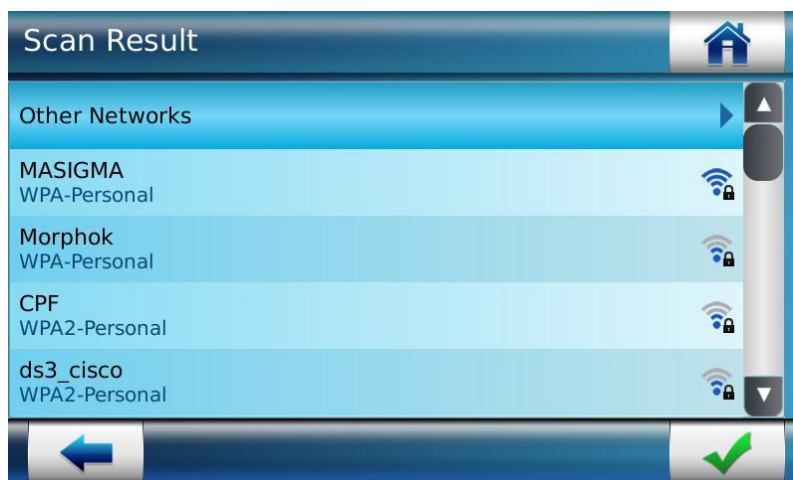 Scan Result
Other Networks
MASIGMA
WPA-Personal
Morphok
WPA-Personal
CPF
WPA2-Personal
ds3_cisco
WPA2-Personal